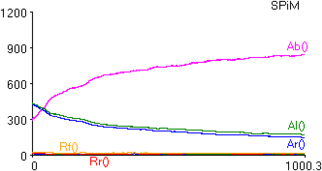 SPiM
1200
900
600
300
0
Ab()
Al()
Ar()
Rf()
Rr()
0
1000.3